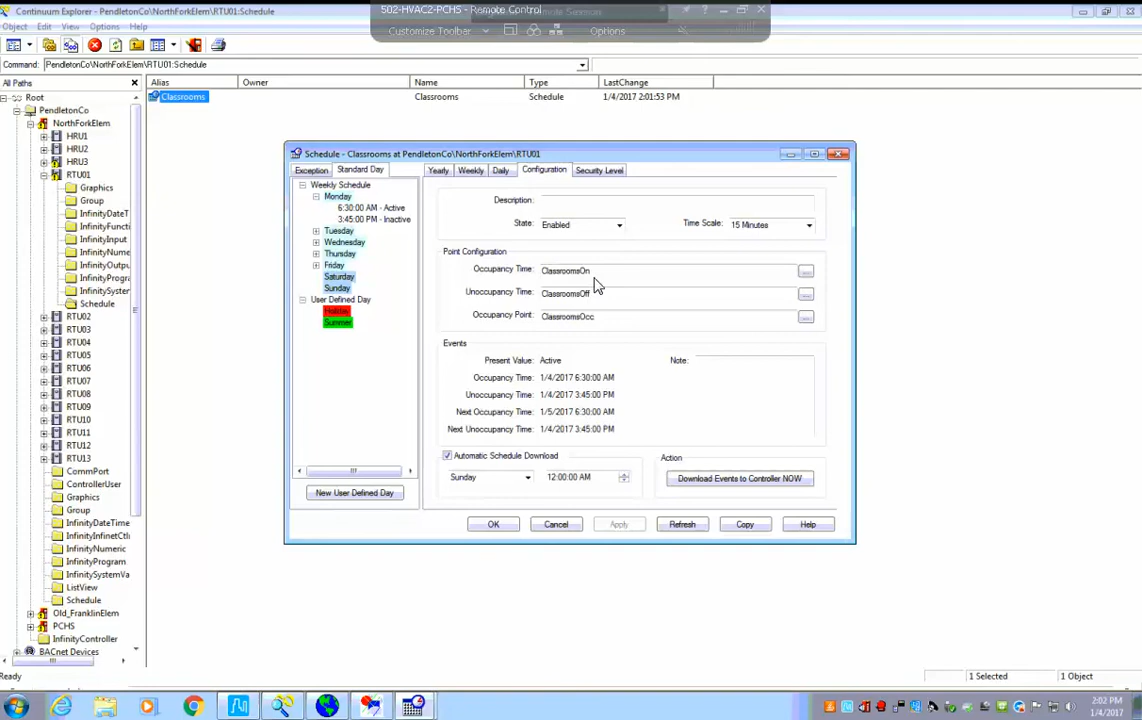 Continuum Explorer - PendletonCo\NorthForkElem\RTU01:Schedule
502-HVAC2-PCHS - Remote Control
Object Edit View Options Help
Customize Toolbar Options
Command: PendletonCo\NorthForkElem\RTU01:Schedule
All Paths
Alias Owner Name Type LastChange
Classrooms Classrooms Schedule 1/4/2017 2:01:53 PM
Root
PendletonCo
NorthForkElem
HRU1
HRU2
HRU3
RTU01
Graphics
Group
InfinityDateT
InfinityFuncti
InfinityInput
InfinityNume
InfinityOutpu
InfinityProgra
InfinitySystem
Schedule
RTU02
RTU03
RTU04
RTU05
RTU06
RTU07
RTU08
RTU09
RTU10
RTU11
RTU12
RTU13
CommPort
ControllerUser
Graphics
Group
InfinityDateTime
InfinityInfinetCtl
InfinityNumeric
InfinityProgram
InfinitySystemVa
ListView
Schedule
Old_FranklinElem
PCHS
InfinityController
BACnet Devices
Schedule - Classrooms at PendletonCo\NorthForkElem\RTU01
Exception Standard Day
Weekly Schedule
Monday
6:30:00 AM - Active
3:45:00 PM - Inactive
Tuesday
Wednesday
Thursday
Friday
Saturday
Sunday
User Defined Day
Holiday
Summer
New User Defined Day
Yearly Weekly Daily Configuration Security Level
Description:
State: Enabled Time Scale: 15 Minutes
Point Configuration
Occupancy Time: ClassroomsOn ...
Unoccupancy Time: ClassroomsOff ...
Occupancy Point: ClassroomsOcc ...
Events
Present Value: Active Note:
Occupancy Time: 1/4/2017 6:30:00 AM
Unoccupancy Time: 1/4/2017 3:45:00 PM
Next Occupancy Time: 1/5/2017 6:30:00 AM
Next Unoccupancy Time: 1/4/2017 3:45:00 PM
Automatic Schedule Download Action
Sunday 12:00:00 AM Download Events to Controller NOW
OK Cancel Apply Refresh Copy Help
Ready 1 Selected 1 Object
2:02 PM
1/4/2017